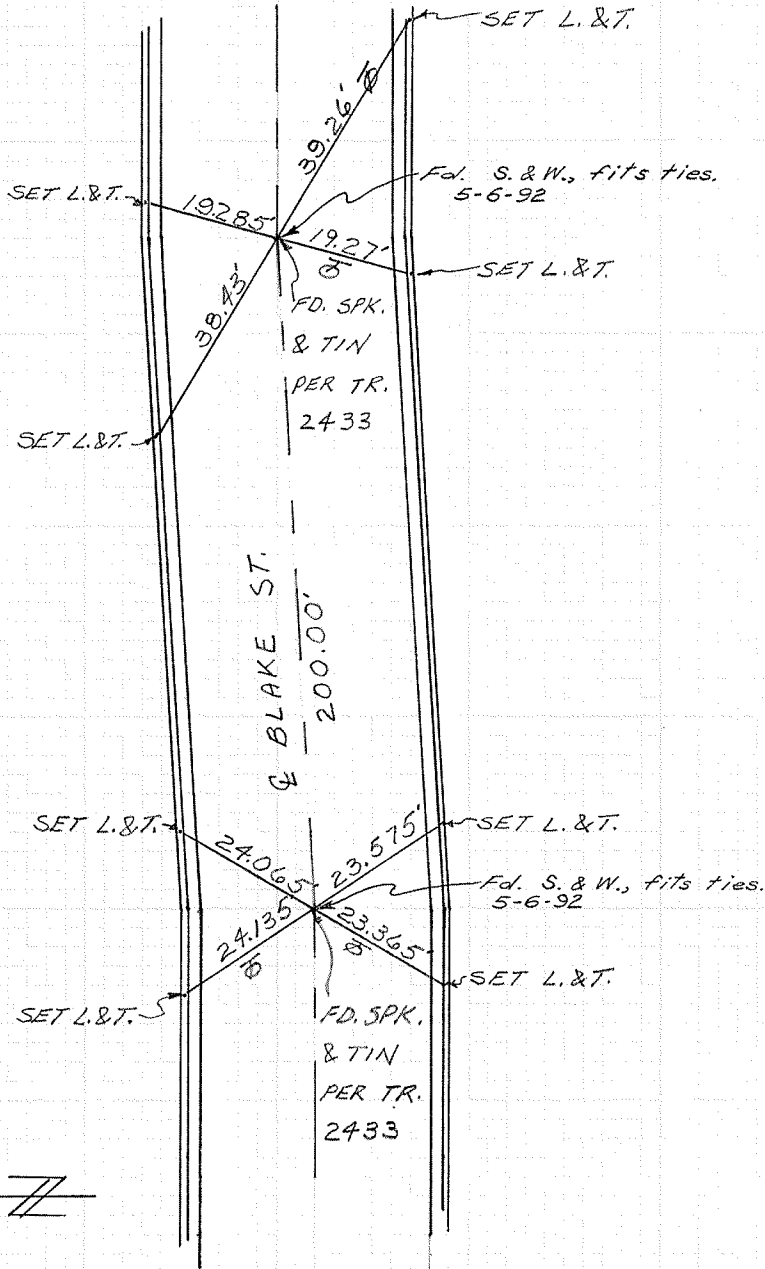 SET L.&T.
39.26'
Fd. S. & W., fits ties.
5-6-92
SET L.&T.
19.285'
19.27'
SET L.&T.
38.43'
FD. SPK.
& TIN
PER TR.
2433
SET L.&T.
℄ BLAKE ST.
200.00'
SET L.&T.
24.065'
23.575'
SET L.&T.
Fd. S. & W., fits ties.
5-6-92
24.135'
23.365'
SET L.&T.
SET L.&T.
FD. SPK.
& TIN
PER TR.
2433